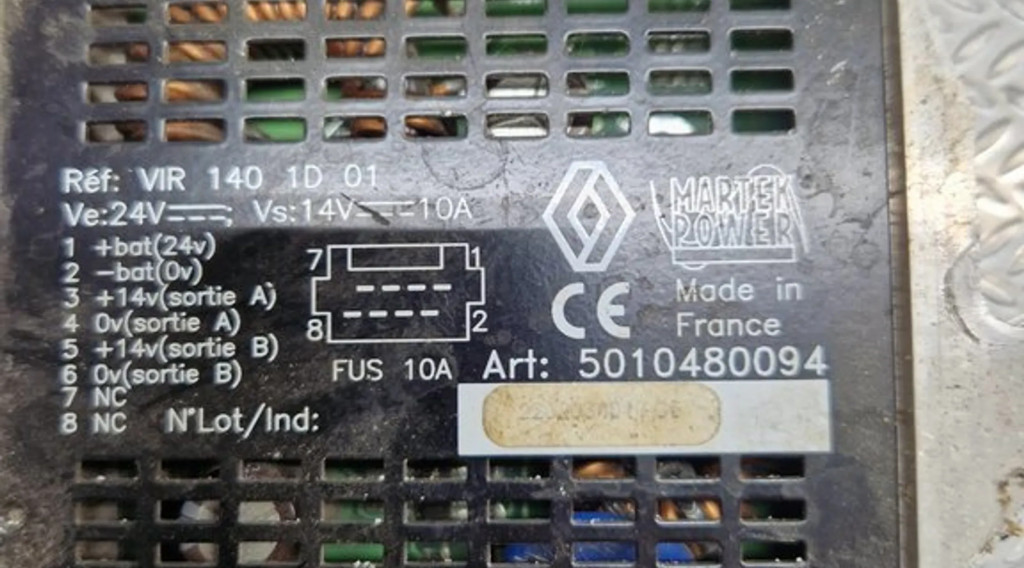 Réf: VIR 140 1D 01
Ve:24V⎓; Vs:14V⎓10A
1 +bat(24v)
2 -bat(0v)
3 +14v(sortie A)
4 0v(sortie A)
5 +14v(sortie B)
6 0v(sortie B)
7 NC
8 NC
N°Lot/Ind:
7 1
8 2
FUS 10A
MARTEK
POWER
CE
Made in
France
Art: 5010480094